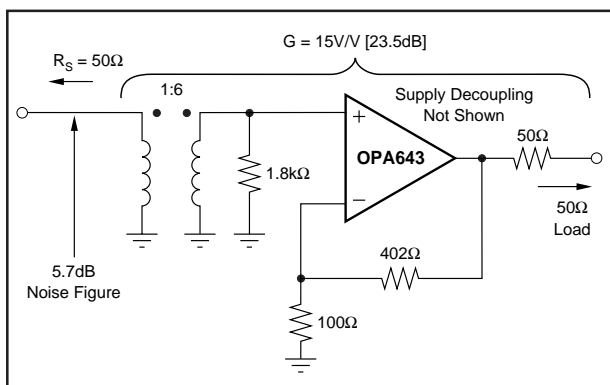 G = 15V/V [23.5dB]
R_S = 50Ω
1:6
Supply Decoupling
Not Shown
+
OPA643
50Ω
1.8kΩ
–
50Ω
Load
402Ω
5.7dB
Noise Figure
100Ω